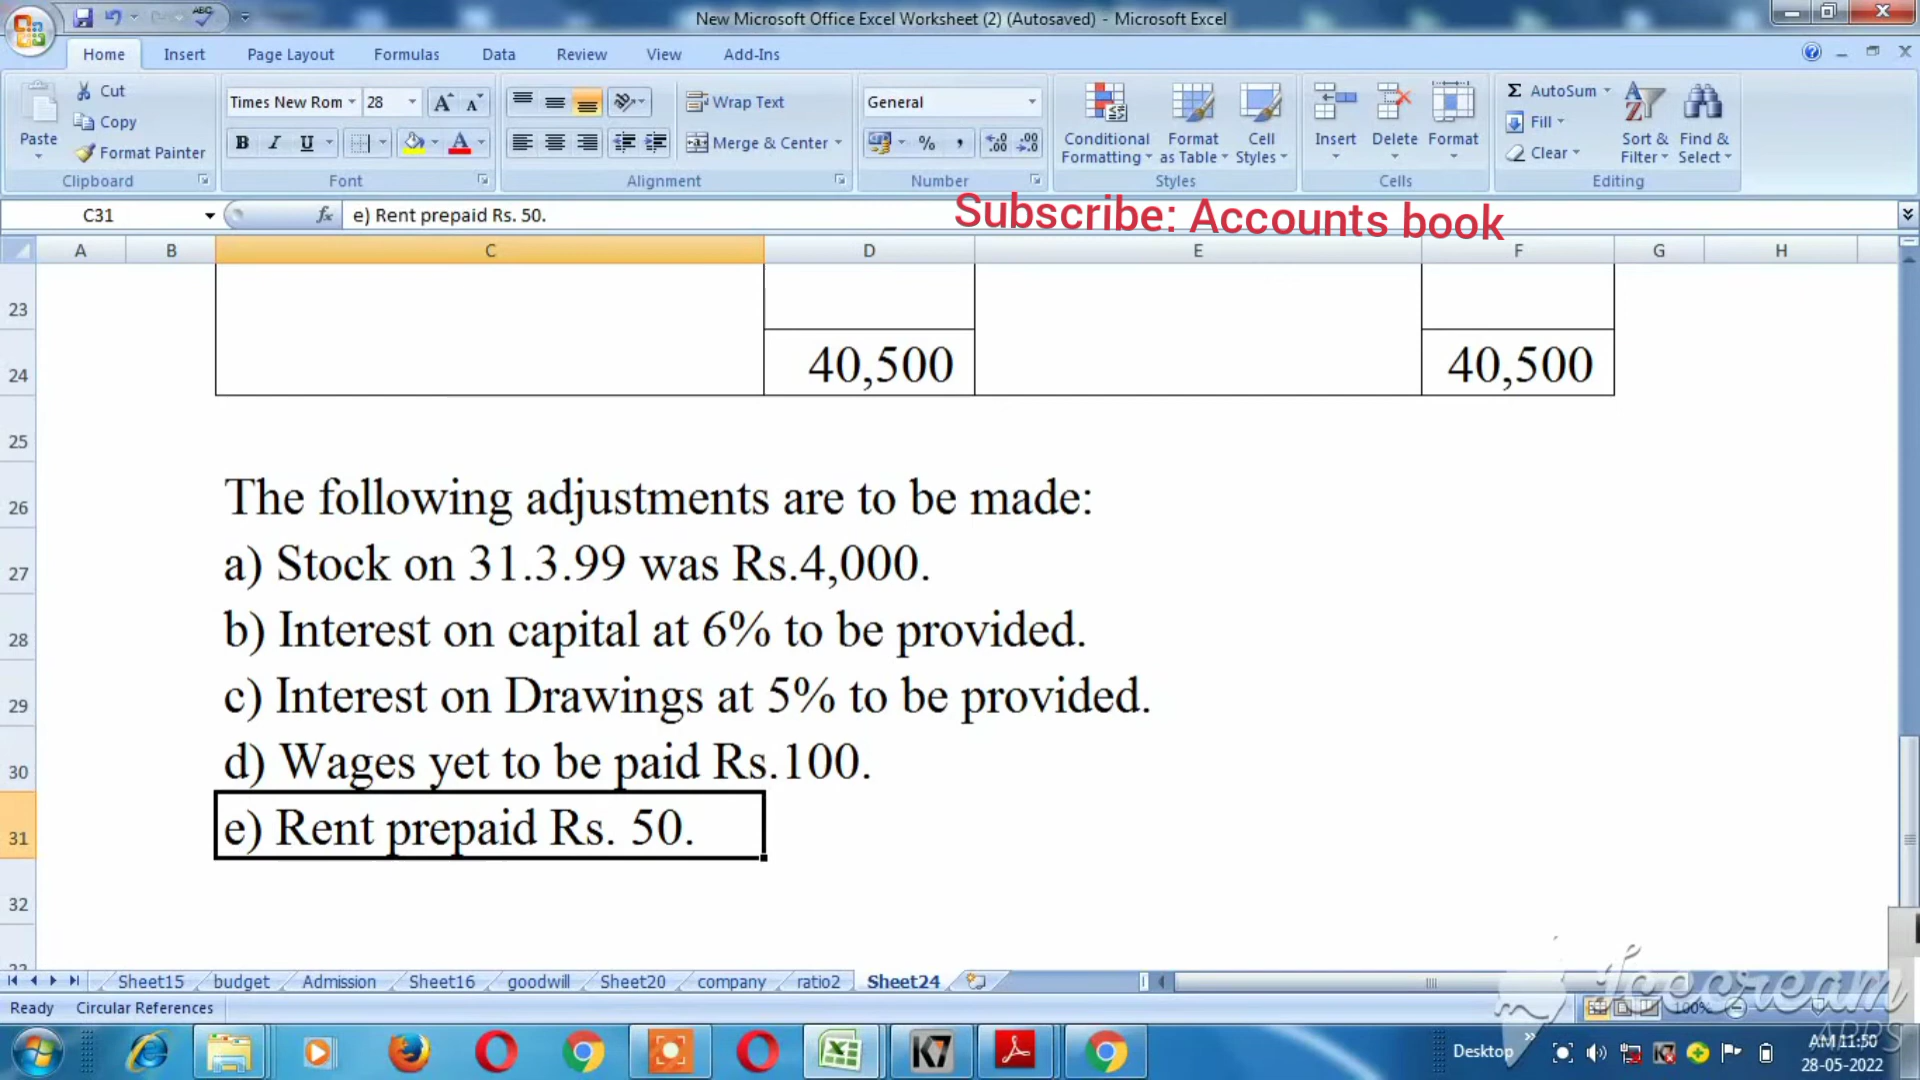 New Microsoft Office Excel Worksheet (2) (Autosaved) - Microsoft Excel
Home Insert Page Layout Formulas Data Review View Add-Ins
Paste
Cut
Copy
Format Painter
Clipboard
Times New Rom 28
B I U
Font
Wrap Text
Merge & Center
Alignment
General
Number
Conditional Formatting
Format as Table
Cell Styles
Styles
Insert Delete Format
Cells
AutoSum
Fill
Clear
Sort & Filter
Find & Select
Editing
C31 fx e) Rent prepaid Rs. 50.
Subscribe: Accounts book
A B C D E F G H
23
24 40,500 40,500
25
26 The following adjustments are to be made:
27 a) Stock on 31.3.99 was Rs.4,000.
28 b) Interest on capital at 6% to be provided.
29 c) Interest on Drawings at 5% to be provided.
30 d) Wages yet to be paid Rs.100.
31 e) Rent prepaid Rs. 50.
32
Sheet15 budget Admission Sheet16 goodwill Sheet20 company ratio2 Sheet24
Icecream
APPS
Ready Circular References 100%
Desktop
AM 11:50
28-05-2022